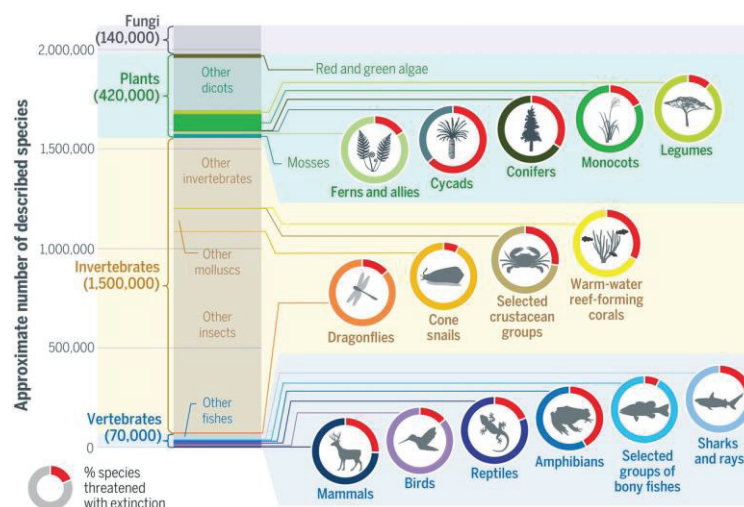 Approximate number of described species
Fungi
(140,000)
2,000,000
Plants
(420,000)
1,500,000
1,000,000
Invertebrates
(1,500,000)
500,000
Vertebrates
(70,000)
0
Other
dicots
Red and green algae
Mosses
Ferns and allies
Cycads
Conifers
Monocots
Legumes
Other
invertebrates
Other
molluscs
Other
insects
Dragonflies
Cone
snails
Selected
crustacean
groups
Warm-water
reef-forming
corals
Other
fishes
Mammals
Birds
Reptiles
Amphibians
Selected
groups of
bony fishes
Sharks
and rays
% species
threatened
with extinction